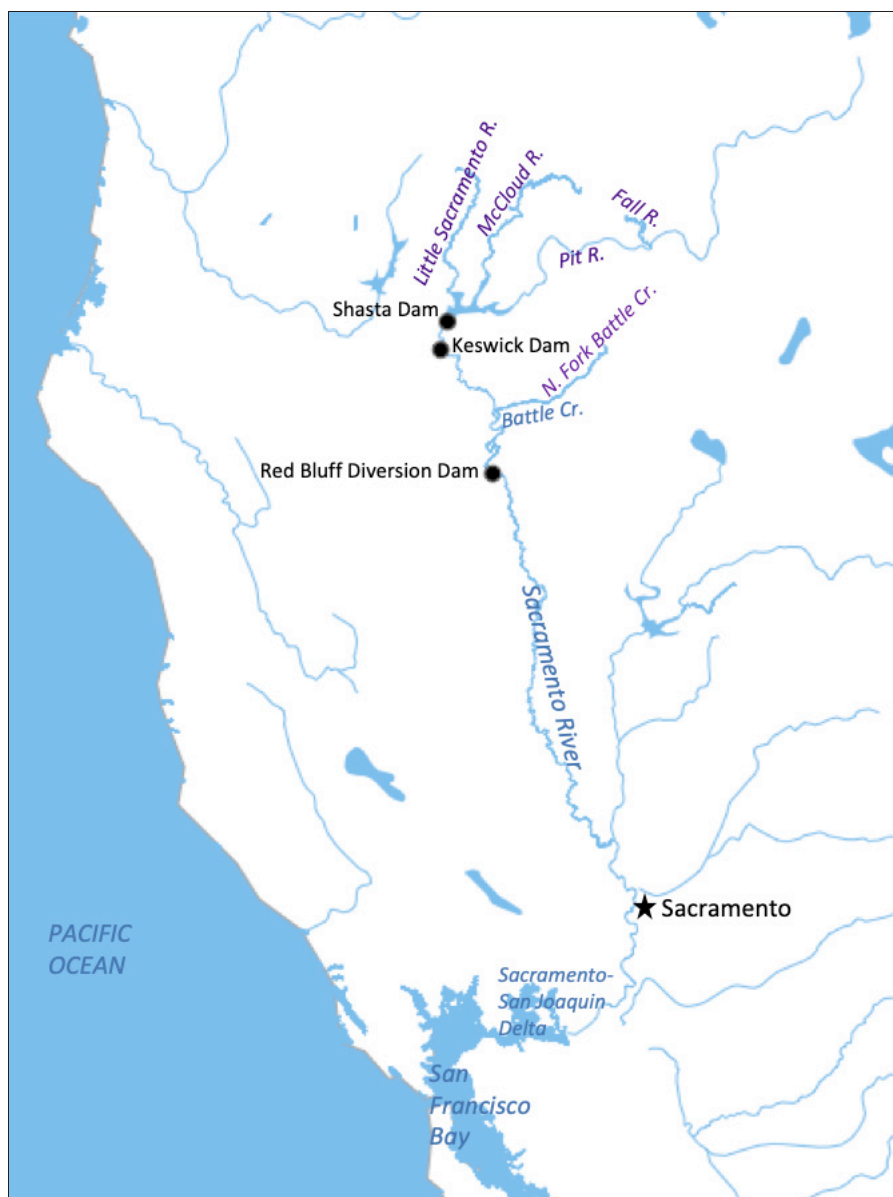 Little Sacramento R.
McCloud R.
Fall R.
Pit R.
Shasta Dam
Keswick Dam
N. Fork Battle Cr.
Battle Cr.
Red Bluff Diversion Dam
Sacramento River
Sacramento
PACIFIC
OCEAN
Sacramento-
San Joaquin
Delta
San
Francisco
Bay